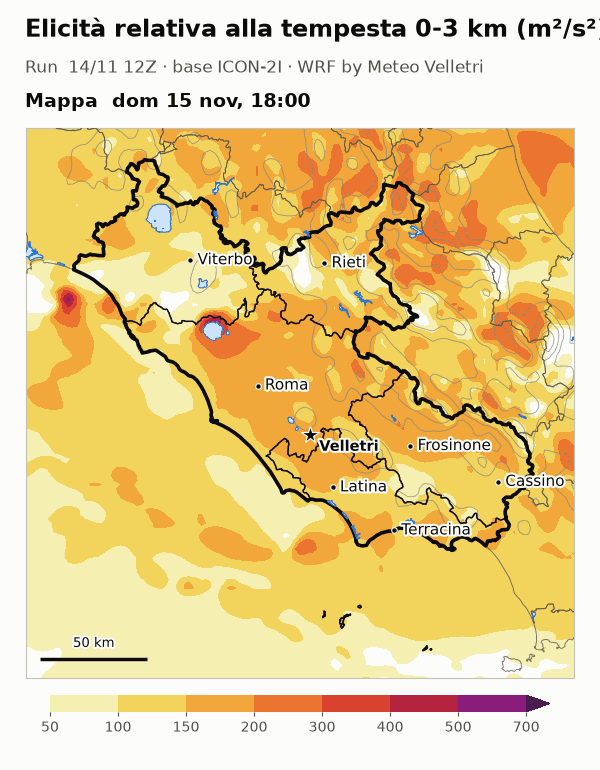 Elicità relativa alla tempesta 0-3 km (m²/s²)
Run 14/11 12Z · base ICON-2I · WRF by Meteo Velletri
Mappa dom 15 nov, 18:00
Viterbo
Rieti
Roma
Velletri
Frosinone
Latina
Cassino
Terracina
50 km
50 100 150 200 300 400 500 700